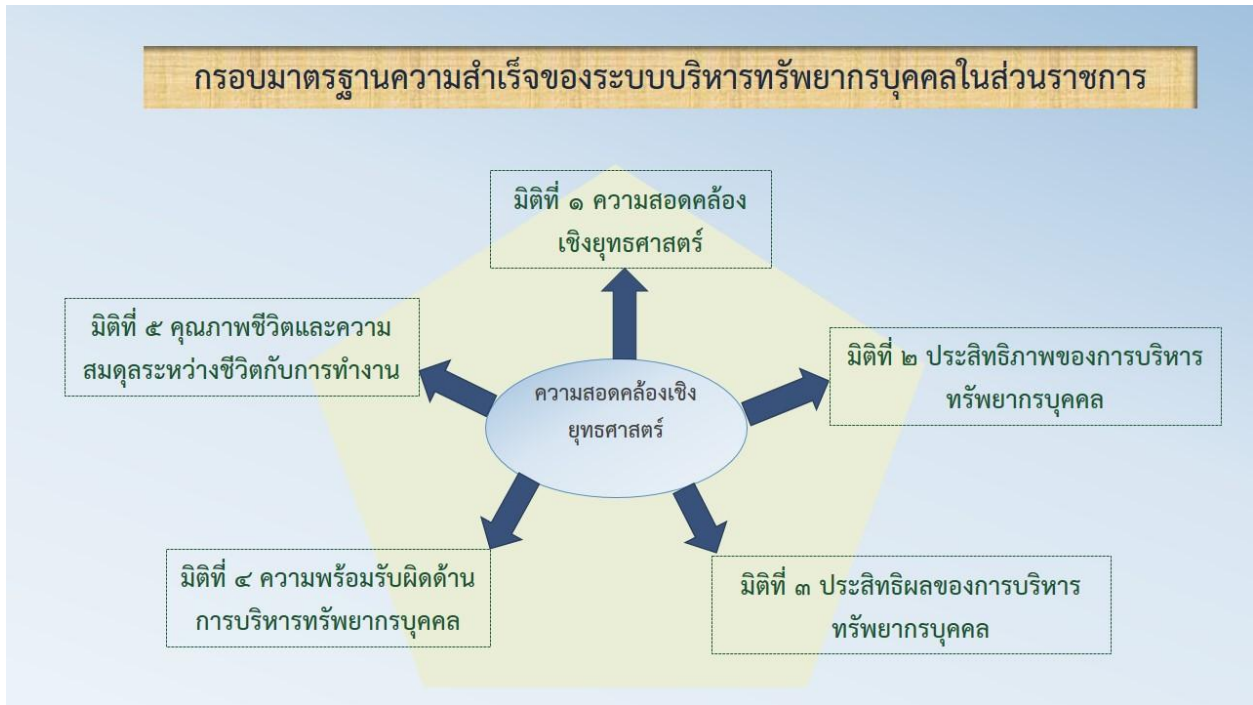 กรอบมาตรฐานความสำเร็จของระบบบริหารทรัพยากรบุคคลในส่วนราชการ
มิติที่ ๑ ความสอดคล้อง
เชิงยุทธศาสตร์
มิติที่ ๕ คุณภาพชีวิตและความ
สมดุลระหว่างชีวิตกับการทำงาน
มิติที่ ๒ ประสิทธิภาพของการบริหาร
ทรัพยากรบุคคล
ความสอดคล้องเชิง
ยุทธศาสตร์
มิติที่ ๔ ความพร้อมรับผิดด้าน
การบริหารทรัพยากรบุคคล
มิติที่ ๓ ประสิทธิผลของการบริหาร
ทรัพยากรบุคคล